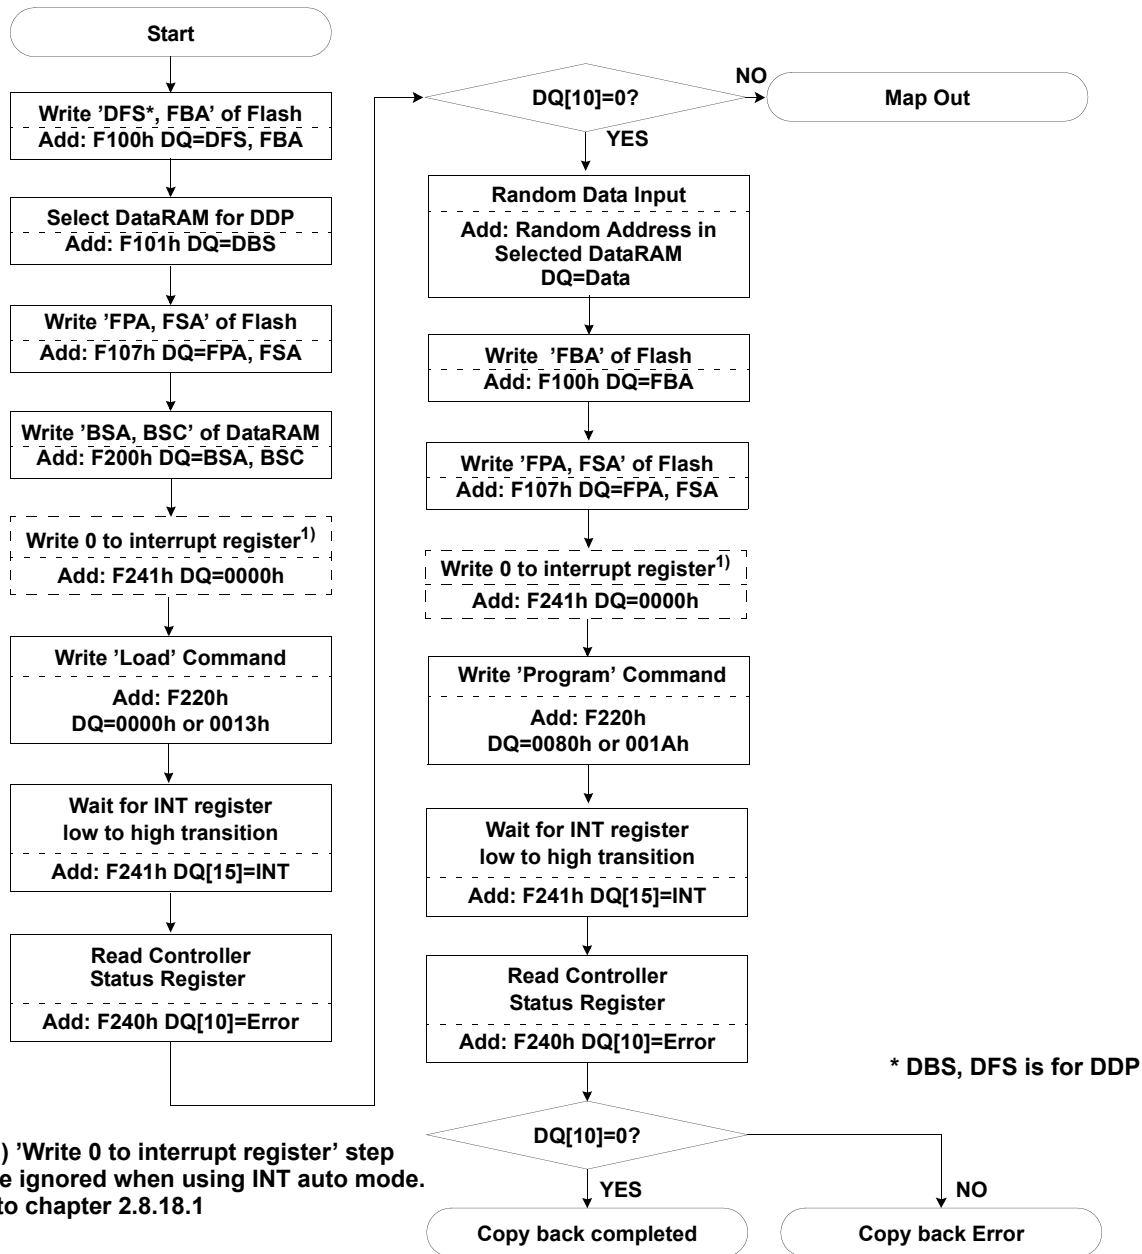 Start
Write 'DFS*, FBA' of Flash
Add: F100h DQ=DFS, FBA
Select DataRAM for DDP
Add: F101h DQ=DBS
Write 'FPA, FSA' of Flash
Add: F107h DQ=FPA, FSA
Write 'BSA, BSC' of DataRAM
Add: F200h DQ=BSA, BSC
Write 0 to interrupt register1)
Add: F241h DQ=0000h
Write 'Load' Command
Add: F220h
DQ=0000h or 0013h
Wait for INT register
low to high transition
Add: F241h DQ[15]=INT
Read Controller
Status Register
Add: F240h DQ[10]=Error
DQ[10]=0?
NO
Map Out
YES
Random Data Input
Add: Random Address in
Selected DataRAM
DQ=Data
Write 'FBA' of Flash
Add: F100h DQ=FBA
Write 'FPA, FSA' of Flash
Add: F107h DQ=FPA, FSA
Write 0 to interrupt register1)
Add: F241h DQ=0000h
Write 'Program' Command
Add: F220h
DQ=0080h or 001Ah
Wait for INT register
low to high transition
Add: F241h DQ[15]=INT
Read Controller
Status Register
Add: F240h DQ[10]=Error
DQ[10]=0?
YES
NO
Copy back completed
Copy back Error
* DBS, DFS is for DDP
) 'Write 0 to interrupt register' step
e ignored when using INT auto mode.
to chapter 2.8.18.1